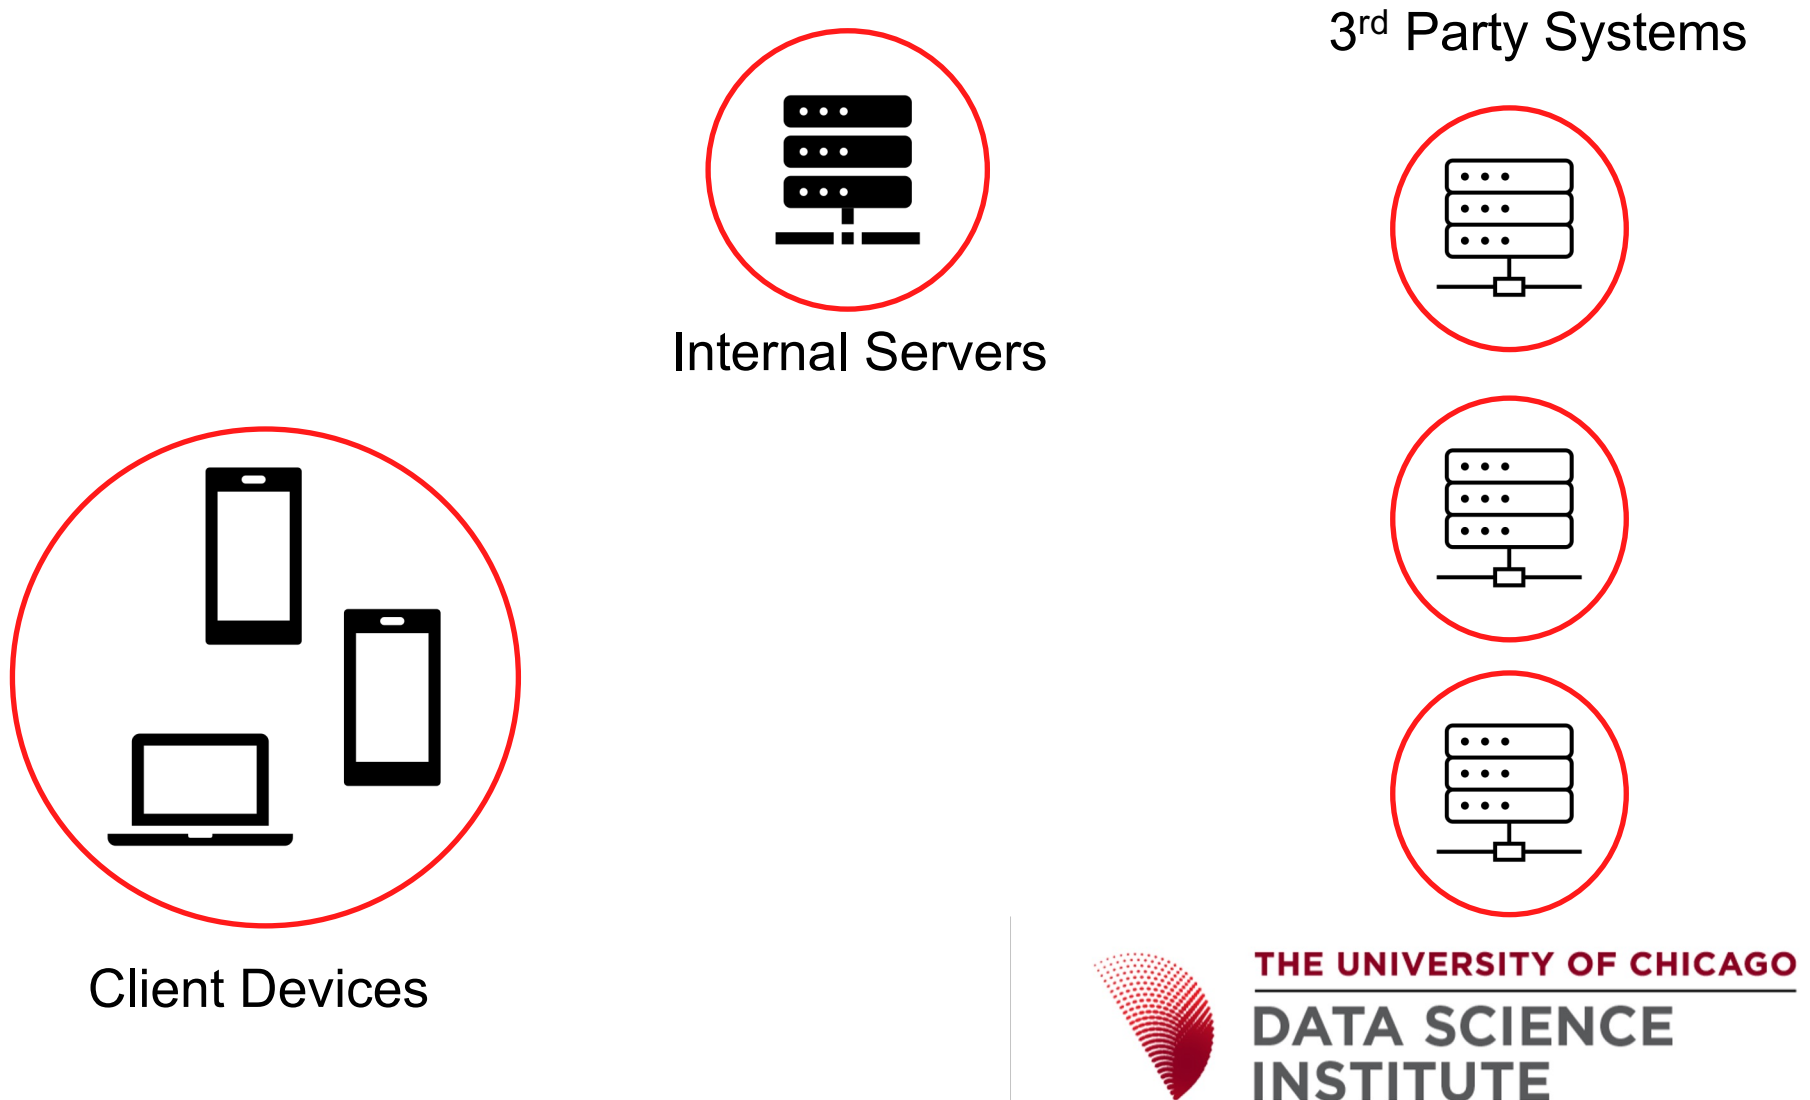 3rd Party Systems
Internal Servers
Client Devices
THE UNIVERSITY OF CHICAGO
DATA SCIENCE
INSTITUTE